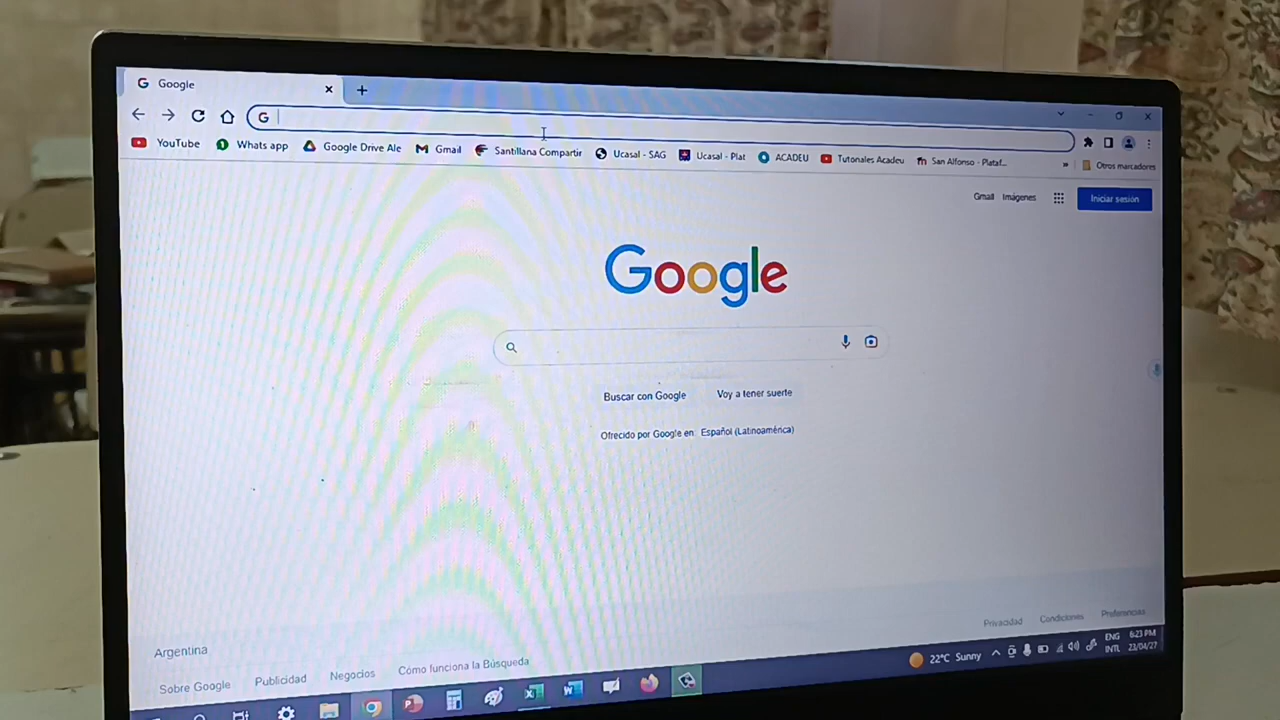 Google
YouTube Whats app Google Drive Ale Gmail Santillana Compartir Ucasal - SAG Ucasal - Plat ACADEU Tutoriales Acadeu San Alfonso - Plataf... » Otros marcadores
Gmail Imágenes Iniciar sesión
Google
Buscar con Google Voy a tener suerte
Ofrecido por Google en: Español (Latinoamérica)
Argentina
Sobre Google Publicidad Negocios Cómo funciona la Búsqueda Privacidad Condiciones Preferencias
22°C Sunny ENG 6:23 PM
INTL 23/04/27